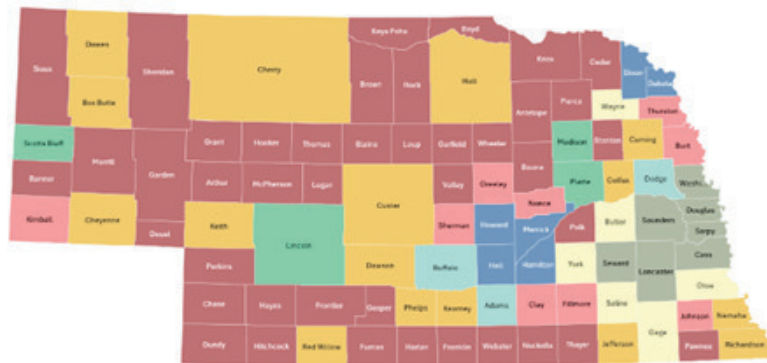 Sioux
Dawes
Sheridan
Cherry
Keya Paha
Boyd
Brown
Rock
Holt
Knox
Cedar
Dixon
Dakota
Box Butte
Antelope
Pierce
Wayne
Thurston
Scotts Bluff
Morrill
Garden
Grant
Hooker
Thomas
Blaine
Loup
Garfield
Wheeler
Madison
Stanton
Cuming
Burt
Banner
Arthur
McPherson
Logan
Custer
Valley
Greeley
Boone
Platte
Colfax
Dodge
Kimball
Cheyenne
Deuel
Keith
Lincoln
Sherman
Howard
Nance
Merrick
Polk
Butler
Saunders
Douglas
Sarpy
Perkins
Dawson
Buffalo
Hall
Hamilton
York
Seward
Lancaster
Cass
Otoe
Chase
Hayes
Frontier
Gosper
Phelps
Kearney
Adams
Clay
Fillmore
Saline
Gage
Johnson
Nemaha
Dundy
Hitchcock
Red Willow
Furnas
Harlan
Franklin
Webster
Nuckolls
Thayer
Jefferson
Pawnee
Richardson